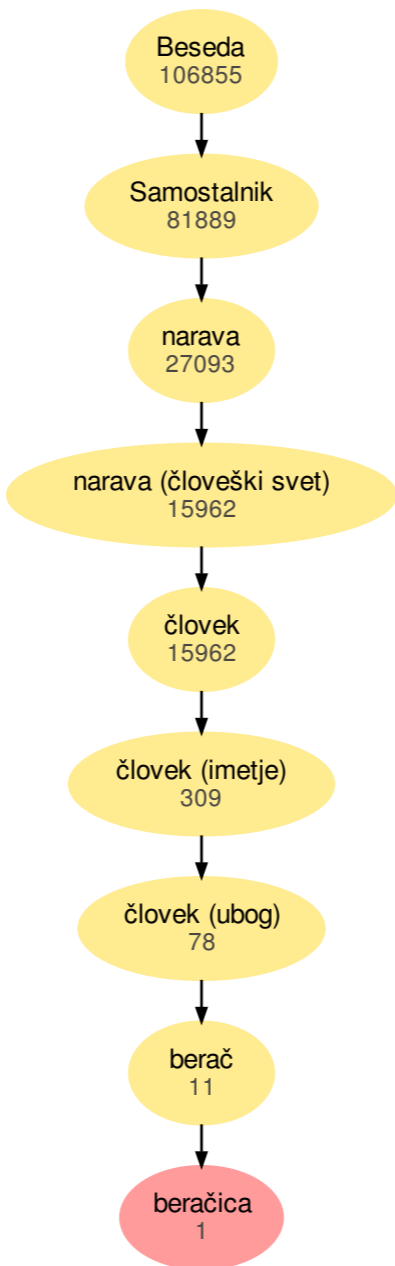 Beseda
106855
Samostalnik
81889
narava
27093
narava (človeški svet)
15962
človek
15962
človek (imetje)
309
človek (ubog)
78
berač
11
beračica
1